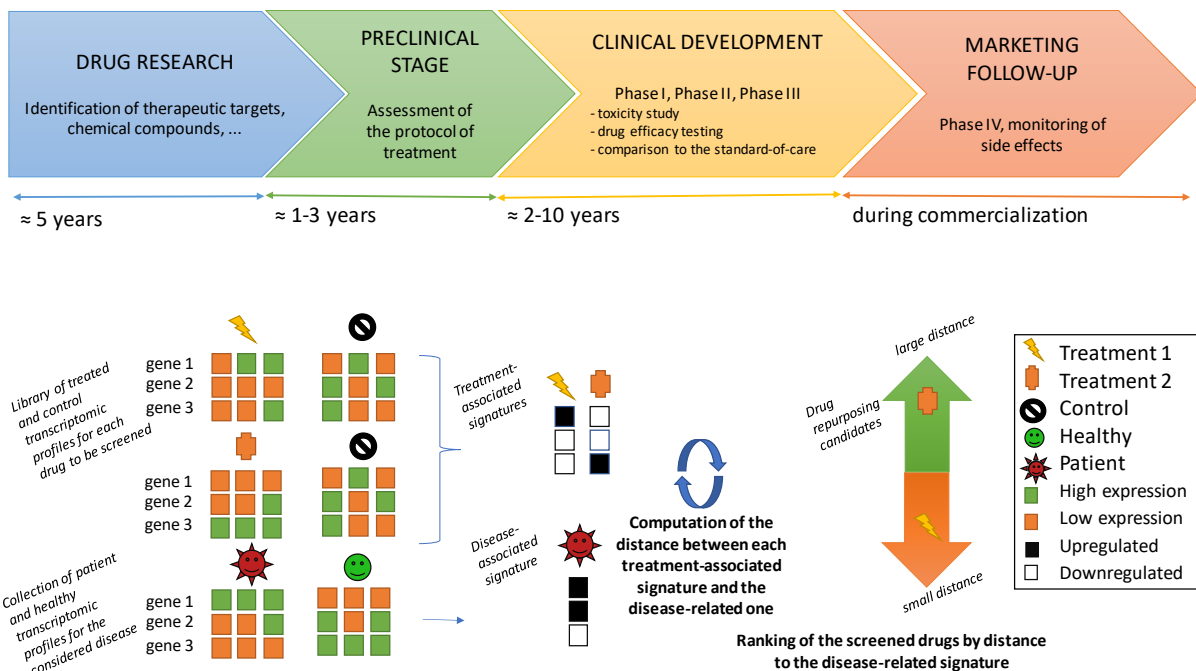 DRUG RESEARCH
Identification of therapeutic targets,
chemical compounds, ...
PRECLINICAL
STAGE
Assessment of
the protocol of
treatment
CLINICAL DEVELOPMENT
Phase I, Phase II, Phase III
- toxicity study
- drug efficacy testing
- comparison to the standard-of-care
MARKETING
FOLLOW-UP
Phase IV, monitoring of
side effects
≈ 5 years
≈ 1-3 years
≈ 2-10 years
during commercialization
Library of treated
and control
transcriptomic
profiles for each
drug to be screened
gene 1
gene 2
gene 3
gene 1
gene 2
gene 3
Collection of patient
and healthy
transcriptomic
profiles for the
considered disease
gene 1
gene 2
gene 3
Treatment-
associated
signatures
Disease-
associated
signature
Computation of the
distance between each
treatment-associated
signature and the
disease-related one
large distance
Drug
repurposing
candidates
small distance
Ranking of the screened drugs by distance
to the disease-related signature
Treatment 1
Treatment 2
Control
Healthy
Patient
High expression
Low expression
Upregulated
Downregulated